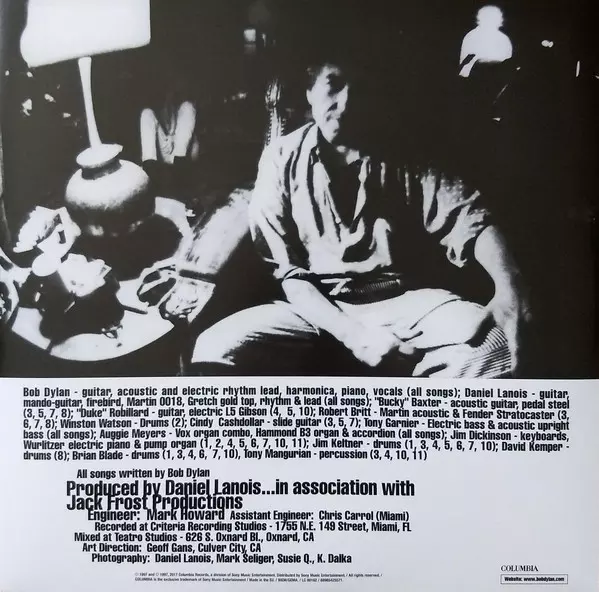 Bob Dylan - guitar, acoustic and electric rhythm lead, harmonica, piano, vocals (all songs); Daniel Lanois - guitar,
mando-guitar, firebird, Martin 0018, Gretch gold top, rhythm & lead (all songs); "Bucky" Baxter - acoustic guitar, pedal steel
(3, 5, 7, 8); "Duke" Robillard - guitar, electric L5 Gibson (4, 5, 10); Robert Britt - Martin acoustic & Fender Stratocaster (3,
6, 7, 8); Winston Watson - Drums (2); Cindy Cashdollar - slide guitar (3, 5, 7); Tony Garnier - Electric bass & acoustic upright
bass (all songs); Auggie Meyers - Vox organ combo, Hammond B3 organ & accordion (all songs); Jim Dickinson - keyboards,
Wurlitzer electric piano & pump organ (1, 2, 4, 5, 6, 7, 10, 11); Jim Keltner - drums (1, 3, 4, 5, 6, 7, 10); David Kemper -
drums (8); Brian Blade - drums (1, 3, 4, 6, 7, 10), Tony Mangurian - percussion (3, 4, 10, 11)
All songs written by Bob Dylan
Produced by Daniel Lanois...in association with
Jack Frost Productions
Engineer: Mark Howard Assistant Engineer: Chris Carrol (Miami)
Recorded at Criteria Recording Studios - 1755 N.E. 149 Street, Miami, FL
Mixed at Teatro Studios - 626 S. Oxnard Bl., Oxnard, CA
Art Direction: Geoff Gans, Culver City, CA
Photography: Daniel Lanois, Mark Seliger, Susie Q., K. Dalka
COLUMBIA
Website: www.bobdylan.com